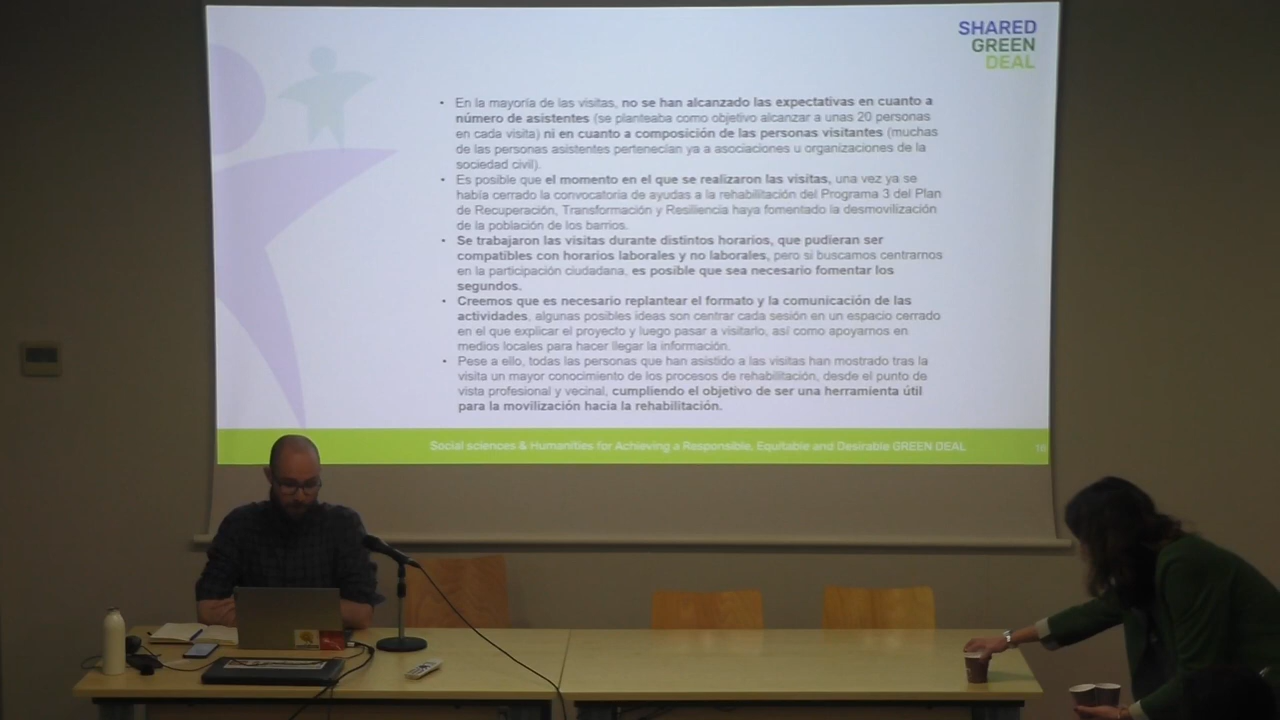 SHARED
GREEN
DEAL
• En la mayoría de las visitas, no se han alcanzado las expectativas en cuanto a
número de asistentes (se planteaba como objetivo alcanzar a unas 20 personas
en cada visita) ni en cuanto a composición de las personas visitantes (muchas
de las personas asistentes pertenecían ya a asociaciones u organizaciones de la
sociedad civil).
• Es posible que el momento en el que se realizaron las visitas, una vez ya se
había cerrado la convocatoria de ayudas a la rehabilitación del Programa 3 del Plan
de Recuperación, Transformación y Resiliencia haya fomentado la desmovilización
de la población de los barrios.
• Se trabajaron las visitas durante distintos horarios, que pudieran ser
compatibles con horarios laborales y no laborales, pero si buscamos centrarnos
en la participación ciudadana, es posible que sea necesario fomentar los
segundos.
• Creemos que es necesario replantear el formato y la comunicación de las
actividades, algunas posibles ideas son centrar cada sesión en un espacio cerrado
en el que explicar el proyecto y luego pasar a visitarlo, así como apoyarnos en
medios locales para hacer llegar la información.
• Pese a ello, todas las personas que han asistido a las visitas han mostrado tras la
visita un mayor conocimiento de los procesos de rehabilitación, desde el punto de
vista profesional y vecinal, cumpliendo el objetivo de ser una herramienta útil
para la movilización hacia la rehabilitación.
Social sciences & Humanities for Achieving a Responsible, Equitable and Desirable GREEN DEAL